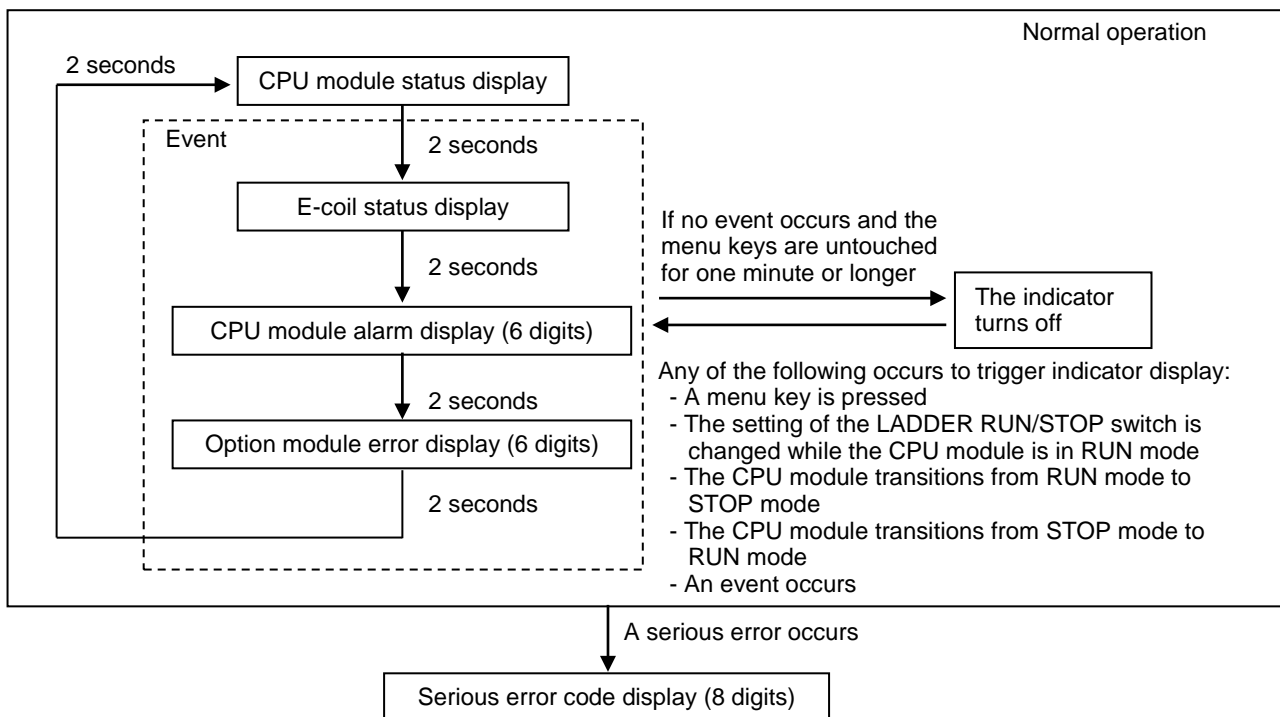 Normal operation
2 seconds
CPU module status display
Event
2 seconds
E-coil status display
2 seconds
CPU module alarm display (6 digits)
2 seconds
Option module error display (6 digits)
2 seconds
If no event occurs and the
menu keys are untouched
for one minute or longer
The indicator
turns off
Any of the following occurs to trigger indicator display:
- A menu key is pressed
- The setting of the LADDER RUN/STOP switch is
changed while the CPU module is in RUN mode
- The CPU module transitions from RUN mode to
STOP mode
- The CPU module transitions from STOP mode to
RUN mode
- An event occurs
A serious error occurs
Serious error code display (8 digits)